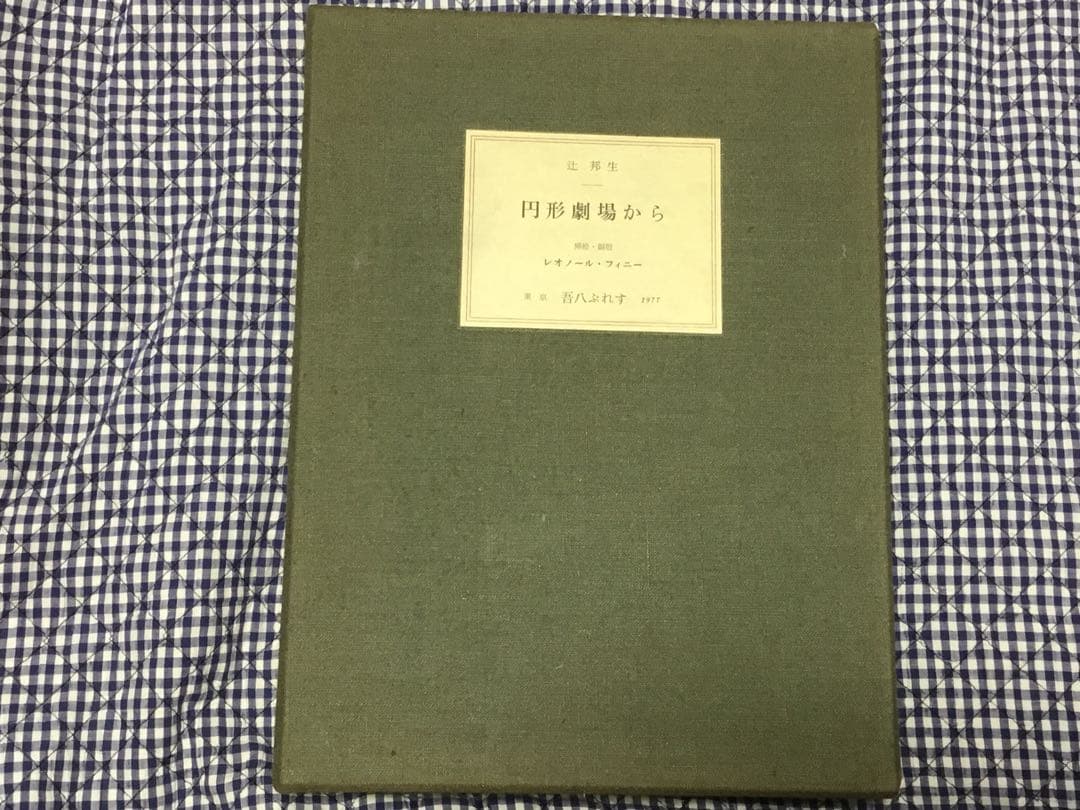 辻 邦生
円形劇場から
挿絵・銅版
レオノール・フィニー
東京 吾八ぷれす 1977